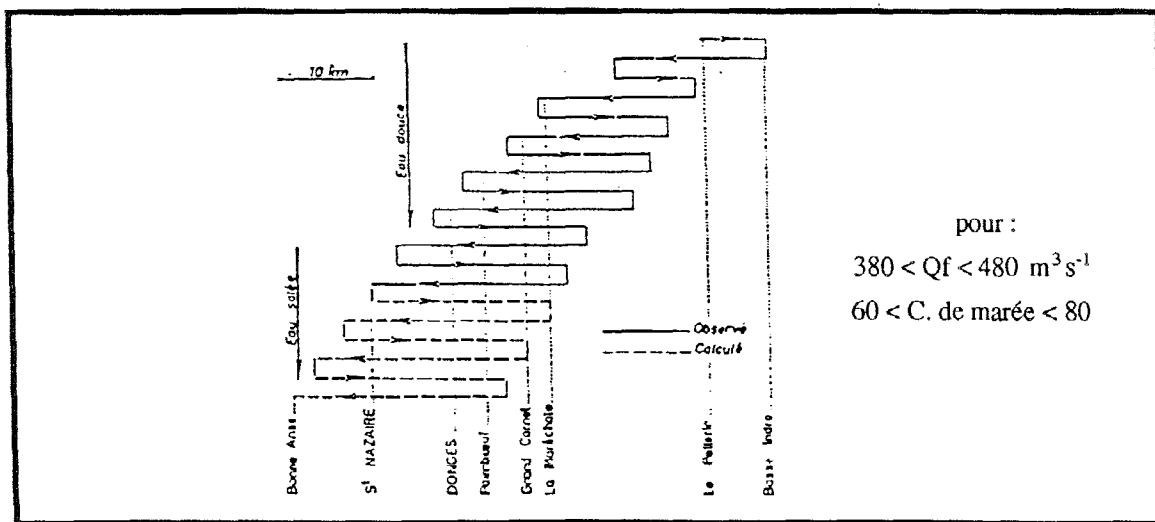 10 km
Eau douce
Eau salée
pour :
380 < Qf < 480 m³ s⁻¹
60 < C. de marée < 80
Observé
Calculé
Bonne Anse
Sᵗ NAZAIRE
DONGES
Paimbœuf
Grand Carnet
La Maréchale
Le Pellerin
Basse Indre